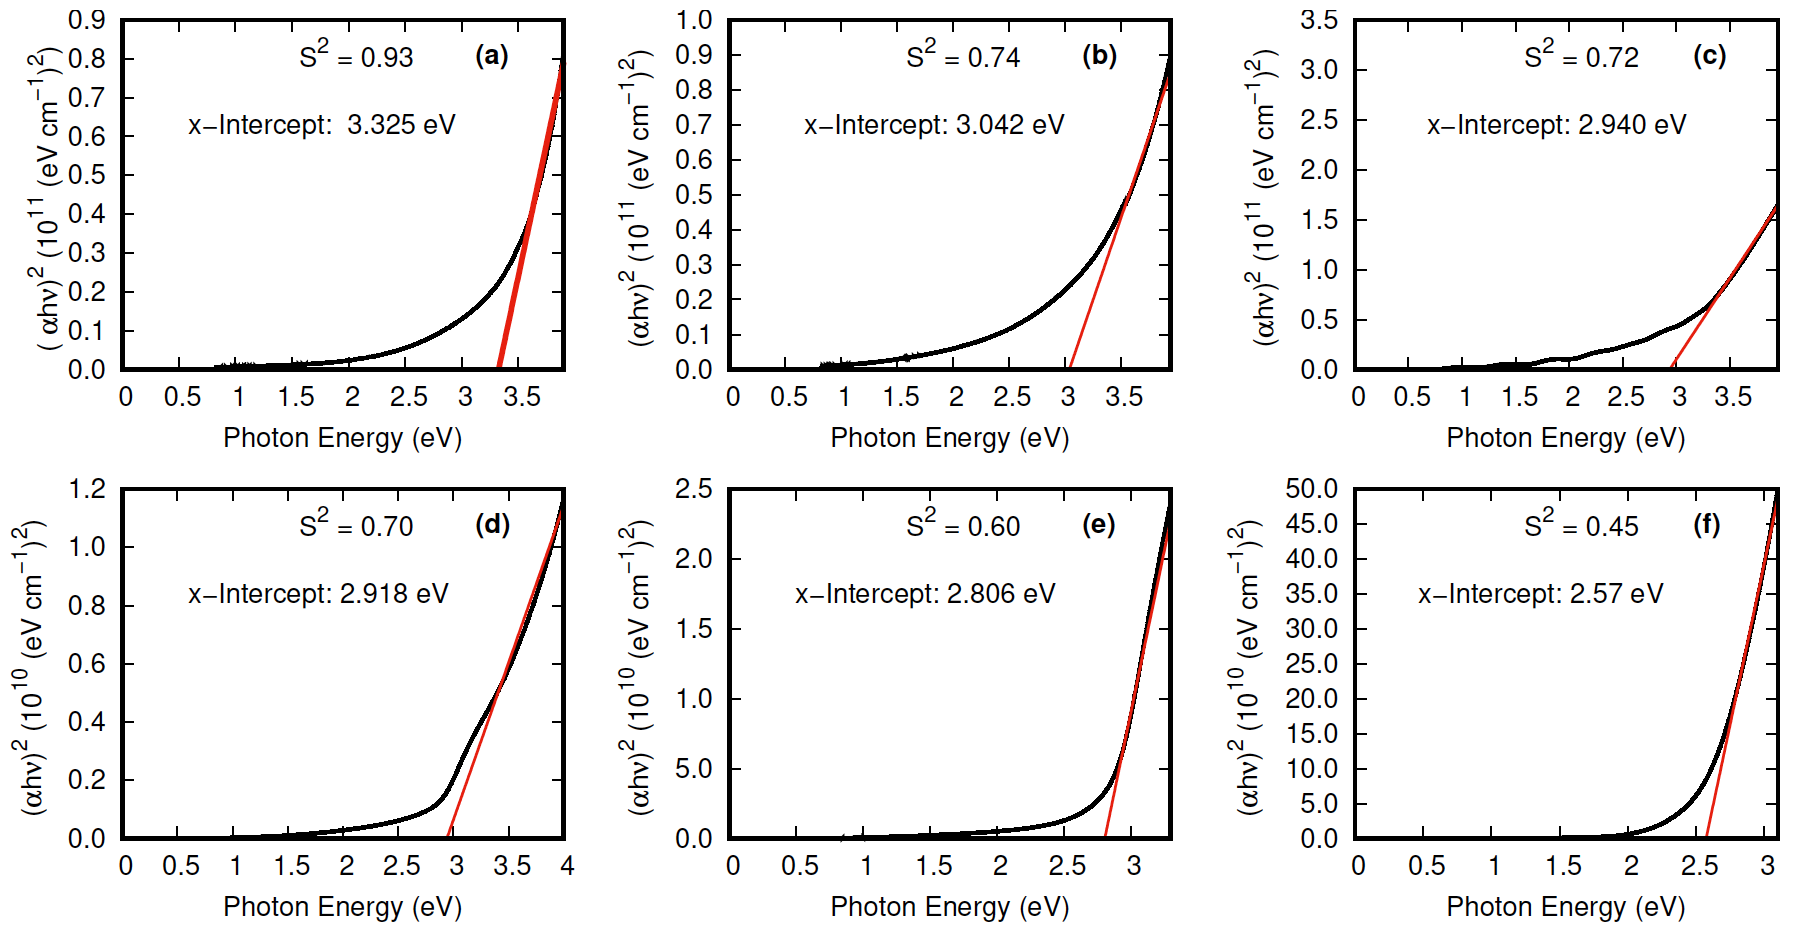 0.9
0.8
0.7
0.6
0.5
0.4
0.3
0.2
0.1
0.0
( αhν)² (10¹¹ (eV cm⁻¹)²)
S² = 0.93
(a)
x−Intercept: 3.325 eV
0 0.5 1 1.5 2 2.5 3 3.5
Photon Energy (eV)
1.0
0.9
0.8
0.7
0.6
0.5
0.4
0.3
0.2
0.1
0.0
(αhν)² (10¹¹ (eV cm⁻¹)²)
S² = 0.74
(b)
x−Intercept: 3.042 eV
0 0.5 1 1.5 2 2.5 3 3.5
Photon Energy (eV)
3.5
3.0
2.5
2.0
1.5
1.0
0.5
0.0
(αhν)² (10¹¹ (eV cm⁻¹)²)
S² = 0.72
(c)
x−Intercept: 2.940 eV
0 0.5 1 1.5 2 2.5 3 3.5
Photon Energy (eV)
1.2
1.0
0.8
0.6
0.4
0.2
0.0
(αhν)² (10¹⁰ (eV cm⁻¹)²)
S² = 0.70
(d)
x−Intercept: 2.918 eV
0 0.5 1 1.5 2 2.5 3 3.5 4
Photon Energy (eV)
2.5
2.0
1.5
1.0
5.0
0.0
(αhν)² (10¹⁰ (eV cm⁻¹)²)
S² = 0.60
(e)
x−Intercept: 2.806 eV
0 0.5 1 1.5 2 2.5 3
Photon Energy (eV)
50.0
45.0
40.0
35.0
30.0
25.0
20.0
15.0
10.0
5.0
0.0
(αhν)² (10¹⁰ (eV cm⁻¹)²)
S² = 0.45
(f)
x−Intercept: 2.57 eV
0 0.5 1 1.5 2 2.5 3
Photon Energy (eV)